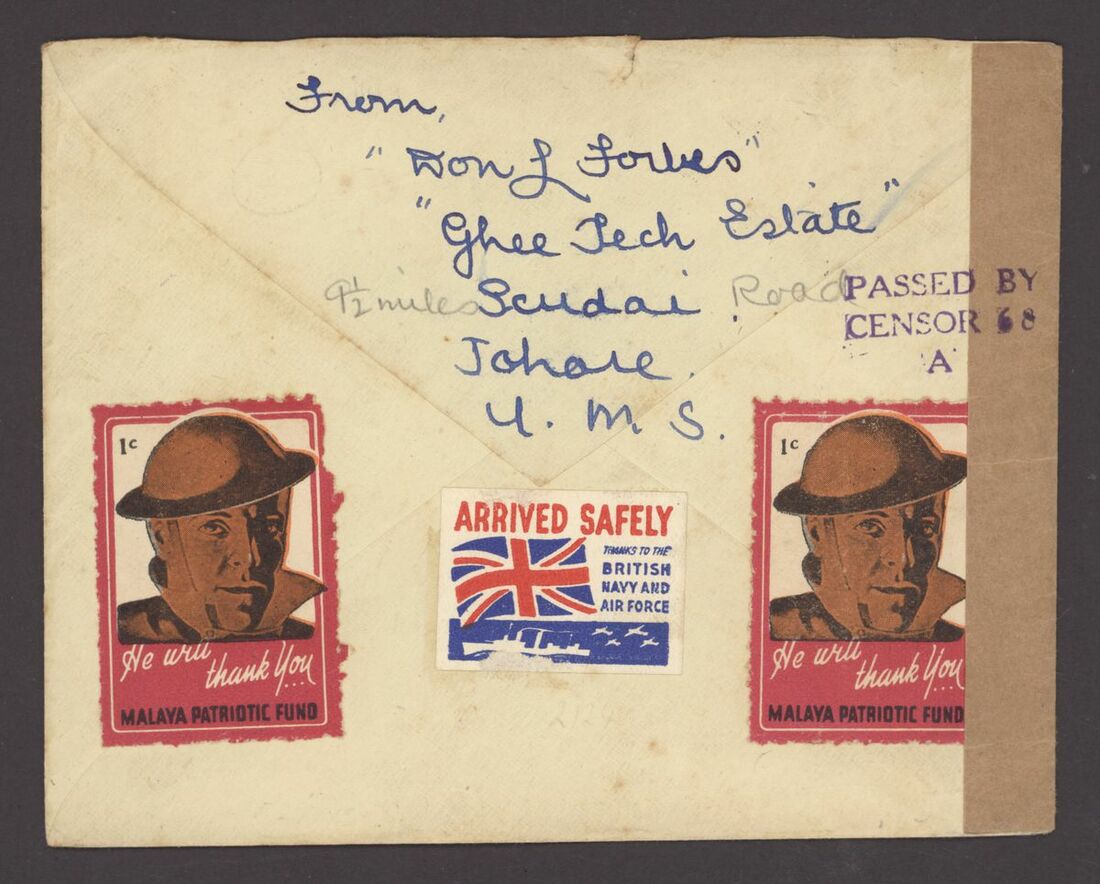 From,
"Don L Forbes"
"Ghee Teck Estate"
9½ miles Scudai Road
Johore.
U. M. S.
PASSED BY
CENSOR 68
A
1c
He will
thank You...
MALAYA PATRIOTIC FUND
ARRIVED SAFELY
THANKS TO THE
BRITISH
NAVY AND
AIR FORCE
1c
He will
thank You...
MALAYA PATRIOTIC FUND